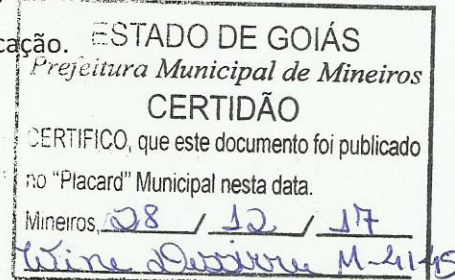 cação.
ESTADO DE GOIÁS
Prefeitura Municipal de Mineiros
CERTIDÃO
CERTIFICO, que este documento foi publicado
no "Placard" Municipal nesta data.
Mineiros, 28 / 12 / 17
M-4145